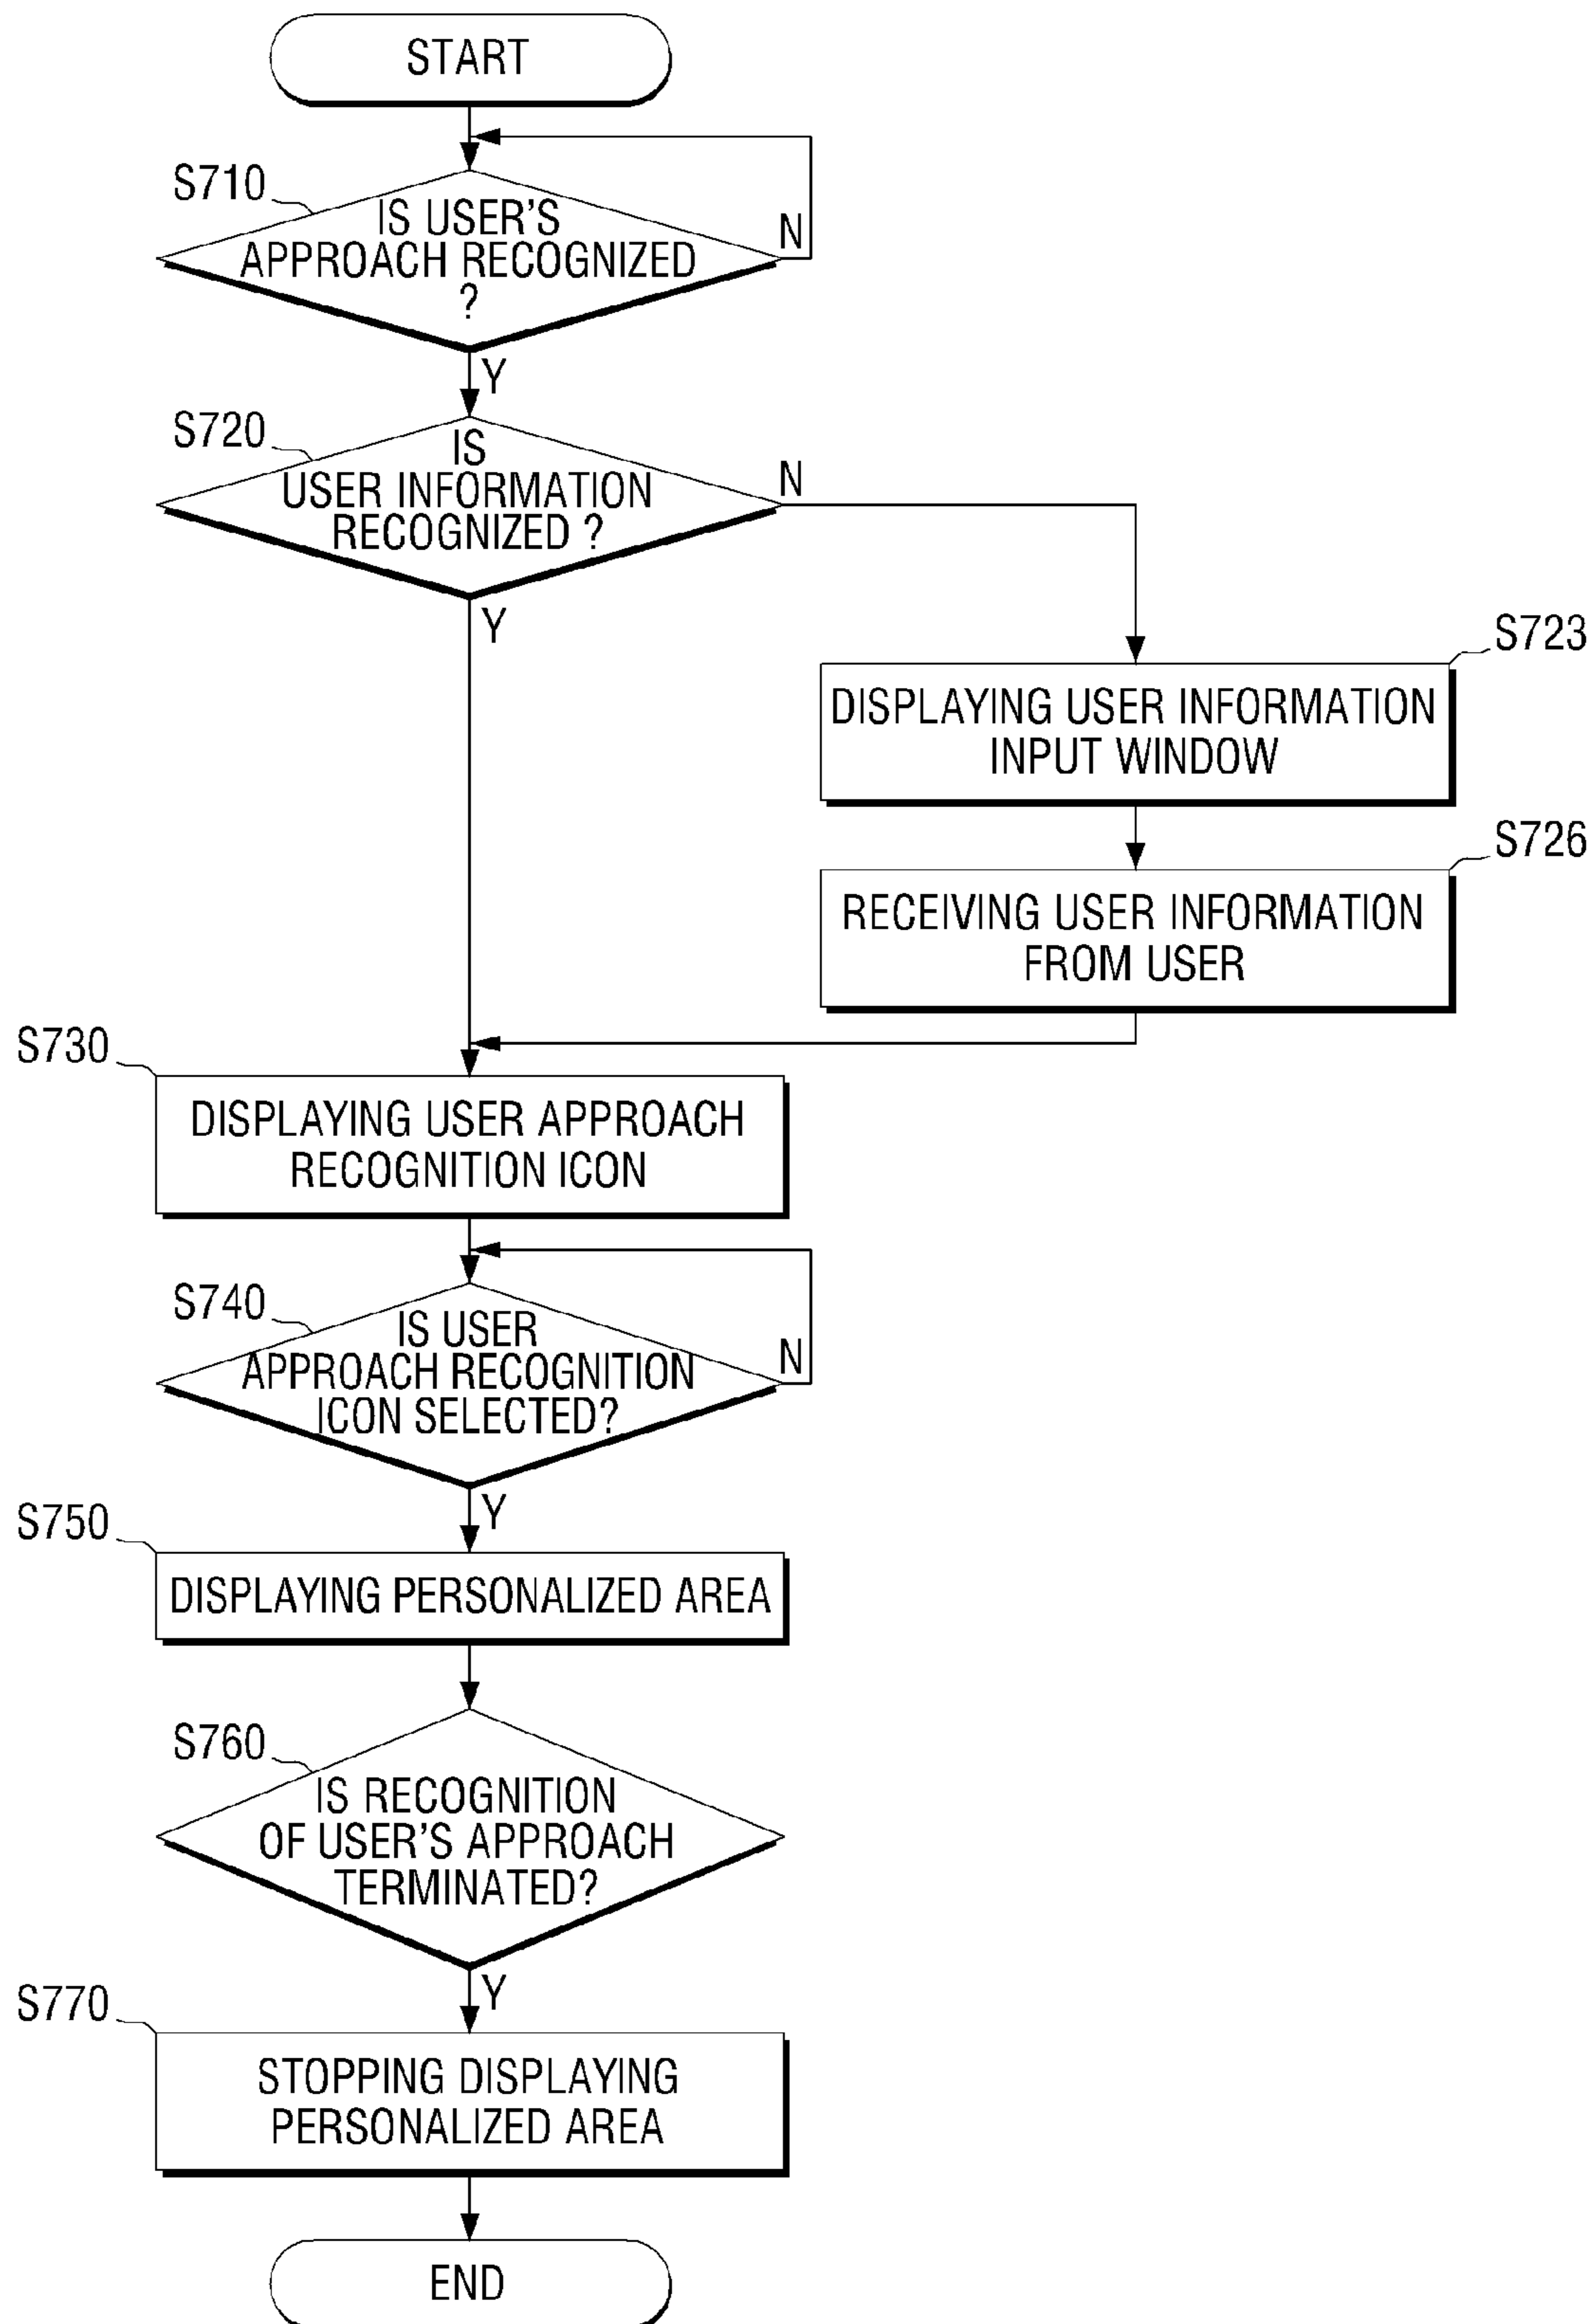 START
S710
IS USER'S
APPROACH RECOGNIZED
?
N
Y
S720
IS
USER INFORMATION
RECOGNIZED ?
N
Y
S723
DISPLAYING USER INFORMATION
INPUT WINDOW
S726
RECEIVING USER INFORMATION
FROM USER
S730
DISPLAYING USER APPROACH
RECOGNITION ICON
S740
IS USER
APPROACH RECOGNITION
ICON SELECTED?
N
Y
S750
DISPLAYING PERSONALIZED AREA
S760
IS RECOGNITION
OF USER'S APPROACH
TERMINATED?
Y
S770
STOPPING DISPLAYING
PERSONALIZED AREA
END